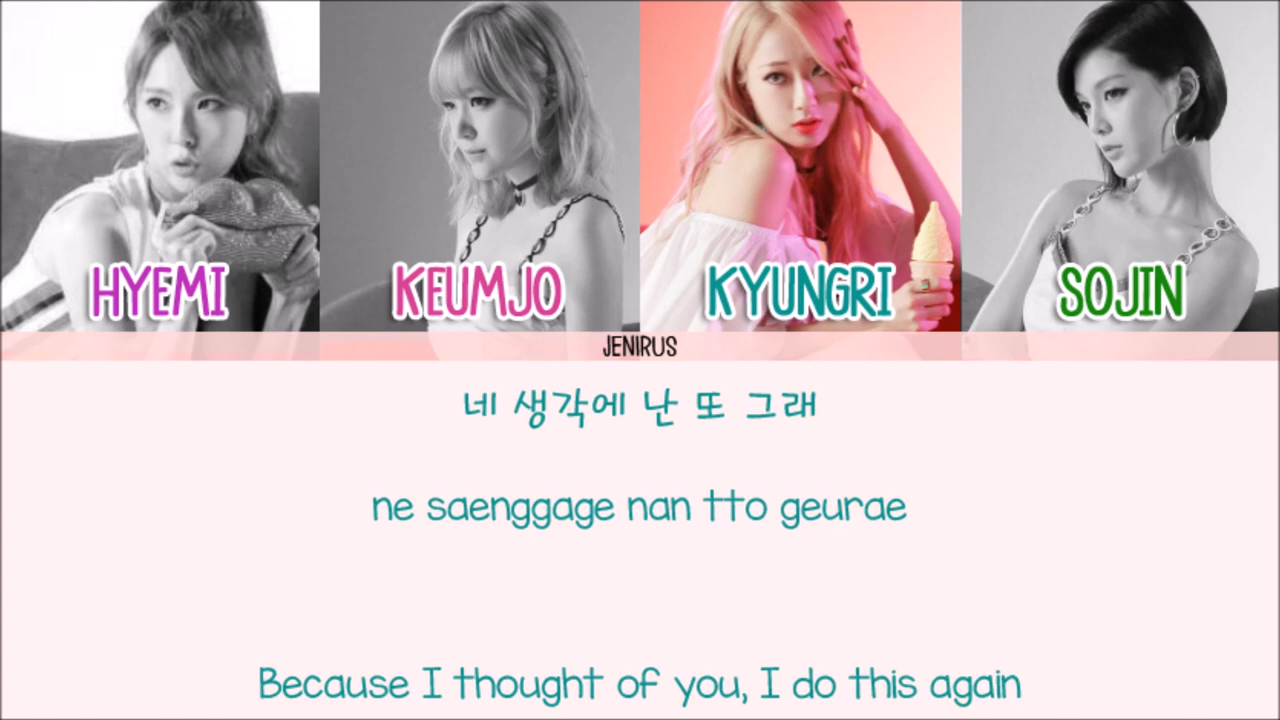 HYEMI KEUMJO KYUNGRI SOJIN
JENIRUS
네 생각에 난 또 그래
ne saenggage nan tto geurae
Because I thought of you, I do this again